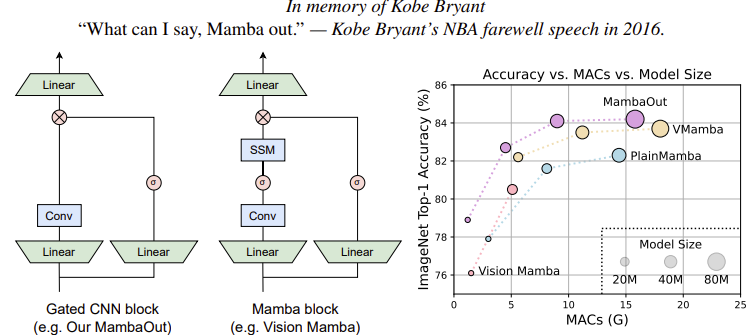 In memory of Kobe Bryant
“What can I say, Mamba out.” — Kobe Bryant’s NBA farewell speech in 2016.
Linear
σ
Conv
Linear
Linear
Gated CNN block
(e.g. Our MambaOut)
Linear
SSM
σ
σ
Conv
Linear
Linear
Mamba block
(e.g. Vision Mamba)
Accuracy vs. MACs vs. Model Size
ImageNet Top-1 Accuracy (%)
86
84
82
80
78
76
MambaOut
VMamba
PlainMamba
Vision Mamba
Model Size
20M 40M 80M
0 5 10 15 20 25
MACs (G)